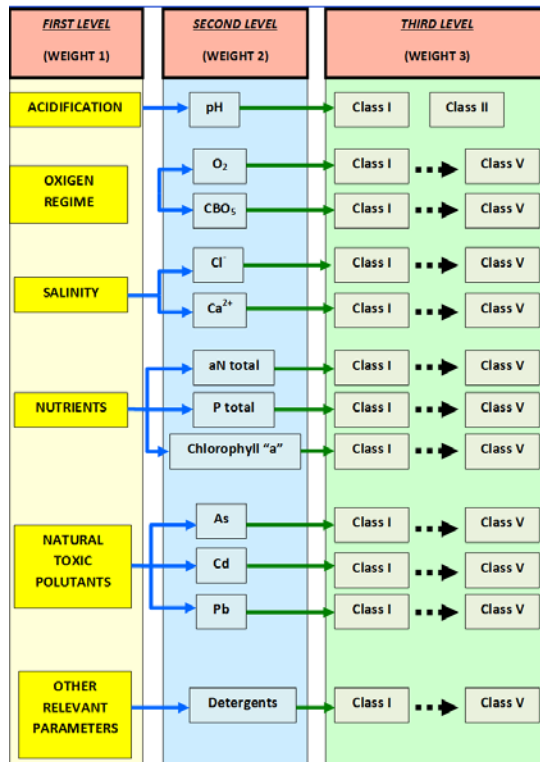 FIRST LEVEL
(WEIGHT 1)
SECOND LEVEL
(WEIGHT 2)
THIRD LEVEL
(WEIGHT 3)
ACIDIFICATION
pH
Class I
Class II
OXIGEN
REGIME
O₂
Class I
Class V
CBO₅
Class I
Class V
SALINITY
Cl⁻
Class I
Class V
Ca²⁺
Class I
Class V
NUTRIENTS
aN total
Class I
Class V
P total
Class I
Class V
Chlorophyll “a”
Class I
Class V
NATURAL
TOXIC
POLUTANTS
As
Class I
Class V
Cd
Class I
Class V
Pb
Class I
Class V
OTHER
RELEVANT
PARAMETERS
Detergents
Class I
Class V